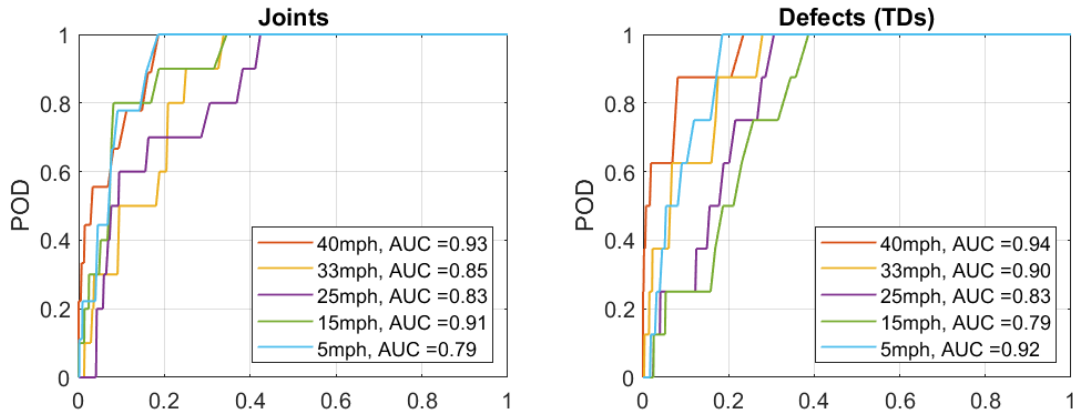 Joints
POD
1
0.8
0.6
0.4
0.2
0
0
0.2
0.4
0.6
0.8
1
40mph, AUC =0.93
33mph, AUC =0.85
25mph, AUC =0.83
15mph, AUC =0.91
5mph, AUC =0.79
Defects (TDs)
POD
1
0.8
0.6
0.4
0.2
0
0
0.2
0.4
0.6
0.8
1
40mph, AUC =0.94
33mph, AUC =0.90
25mph, AUC =0.83
15mph, AUC =0.79
5mph, AUC =0.92